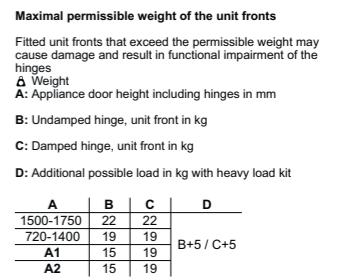 Maximal permissible weight of the unit fronts
Fitted unit fronts that exceed the permissible weight may
cause damage and result in functional impairment of the
hinges
Weight
A: Appliance door height including hinges in mm
B: Undamped hinge, unit front in kg
C: Damped hinge, unit front in kg
D: Additional possible load in kg with heavy load kit
A B C D
1500-1750 22 22
720-1400 19 19
B+5 / C+5
A1 15 19
A2 15 19